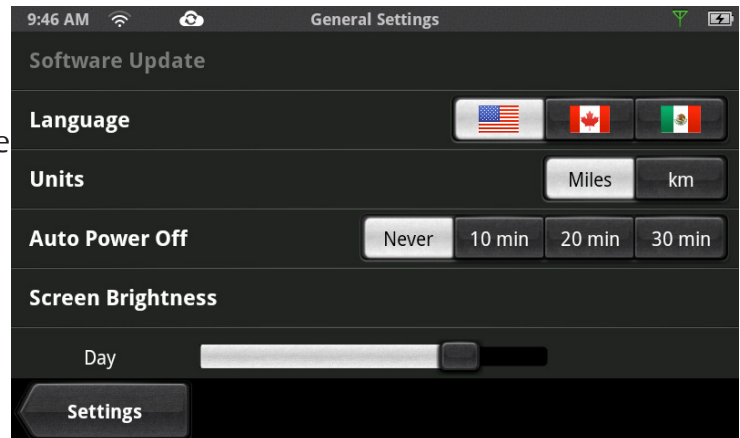 9:46 AM General Settings
Software Update
Language
e
Units Miles km
Auto Power Off Never 10 min 20 min 30 min
Screen Brightness
Day
Settings